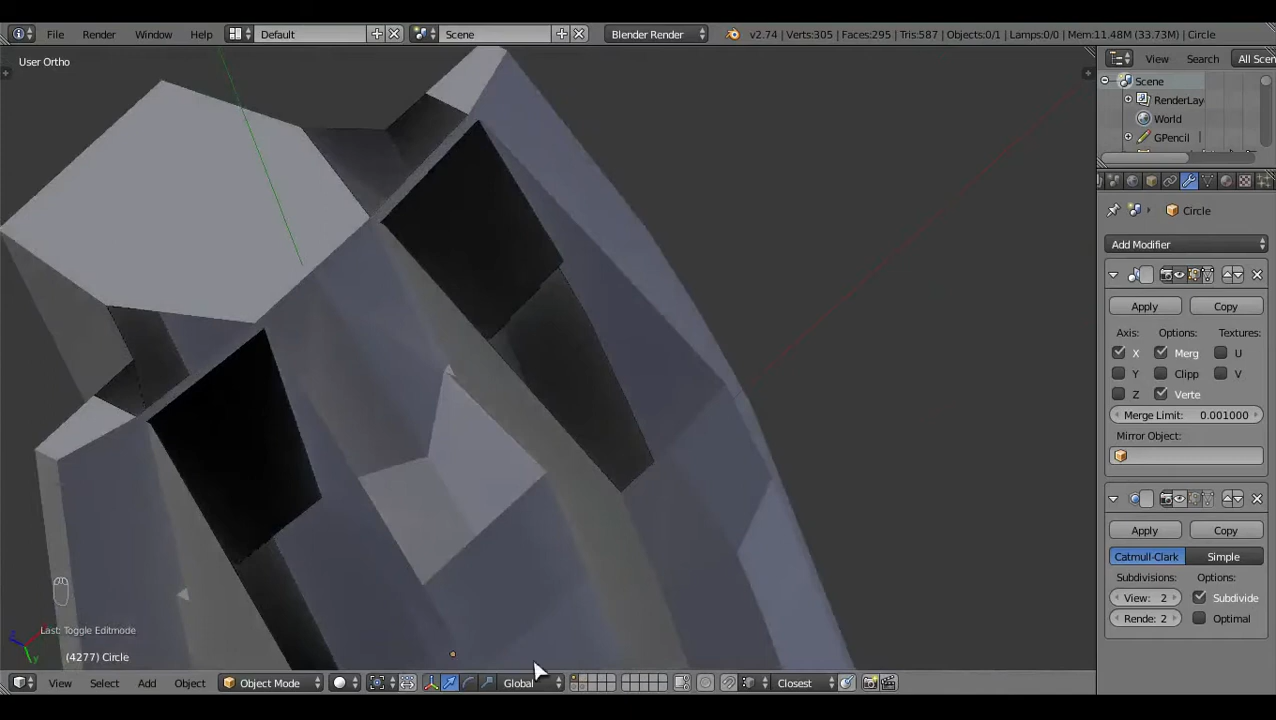 File Render Window Help Default Scene Blender Render v2.74 | Verts:305 | Faces:295 | Tris:587 | Objects:0/1 | Lamps:0/0 | Mem:11.48M (33.73M) | Circle
User Ortho
View Search All Scen
Scene
RenderLay
World
GPencil
Circle
Add Modifier
Apply Copy
Axis: Options: Textures:
X Merg U
Y Clipp V
Z Verte
Merge Limit: 0.001000
Mirror Object:
Apply Copy
Catmull-Clark Simple
Subdivisions: Options:
View: 2 Subdivide
Rende: 2 Optimal
Last: Toggle Editmode
(4277) Circle
View Select Add Object Object Mode Global Closest